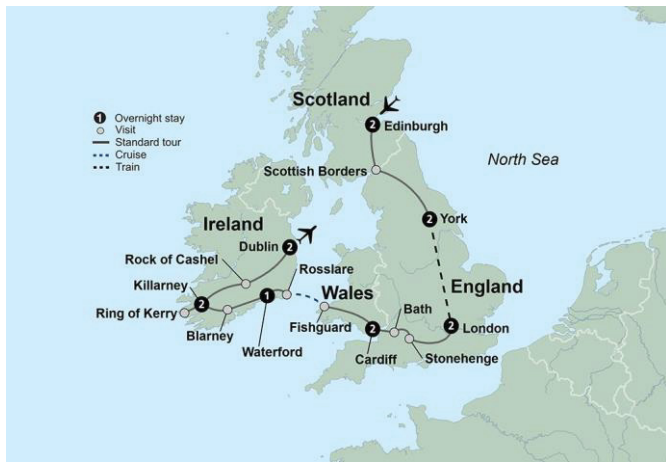 1 Overnight stay
Visit
Standard tour
Cruise
Train
Scotland
2 Edinburgh
Scottish Borders
North Sea
2 York
Ireland
Dublin 2
Rock of Cashel
Killarney
2
Ring of Kerry
Blarney
1
Waterford
Rosslare
Wales
Fishguard
England
Bath
2 London
2
Cardiff
Stonehenge